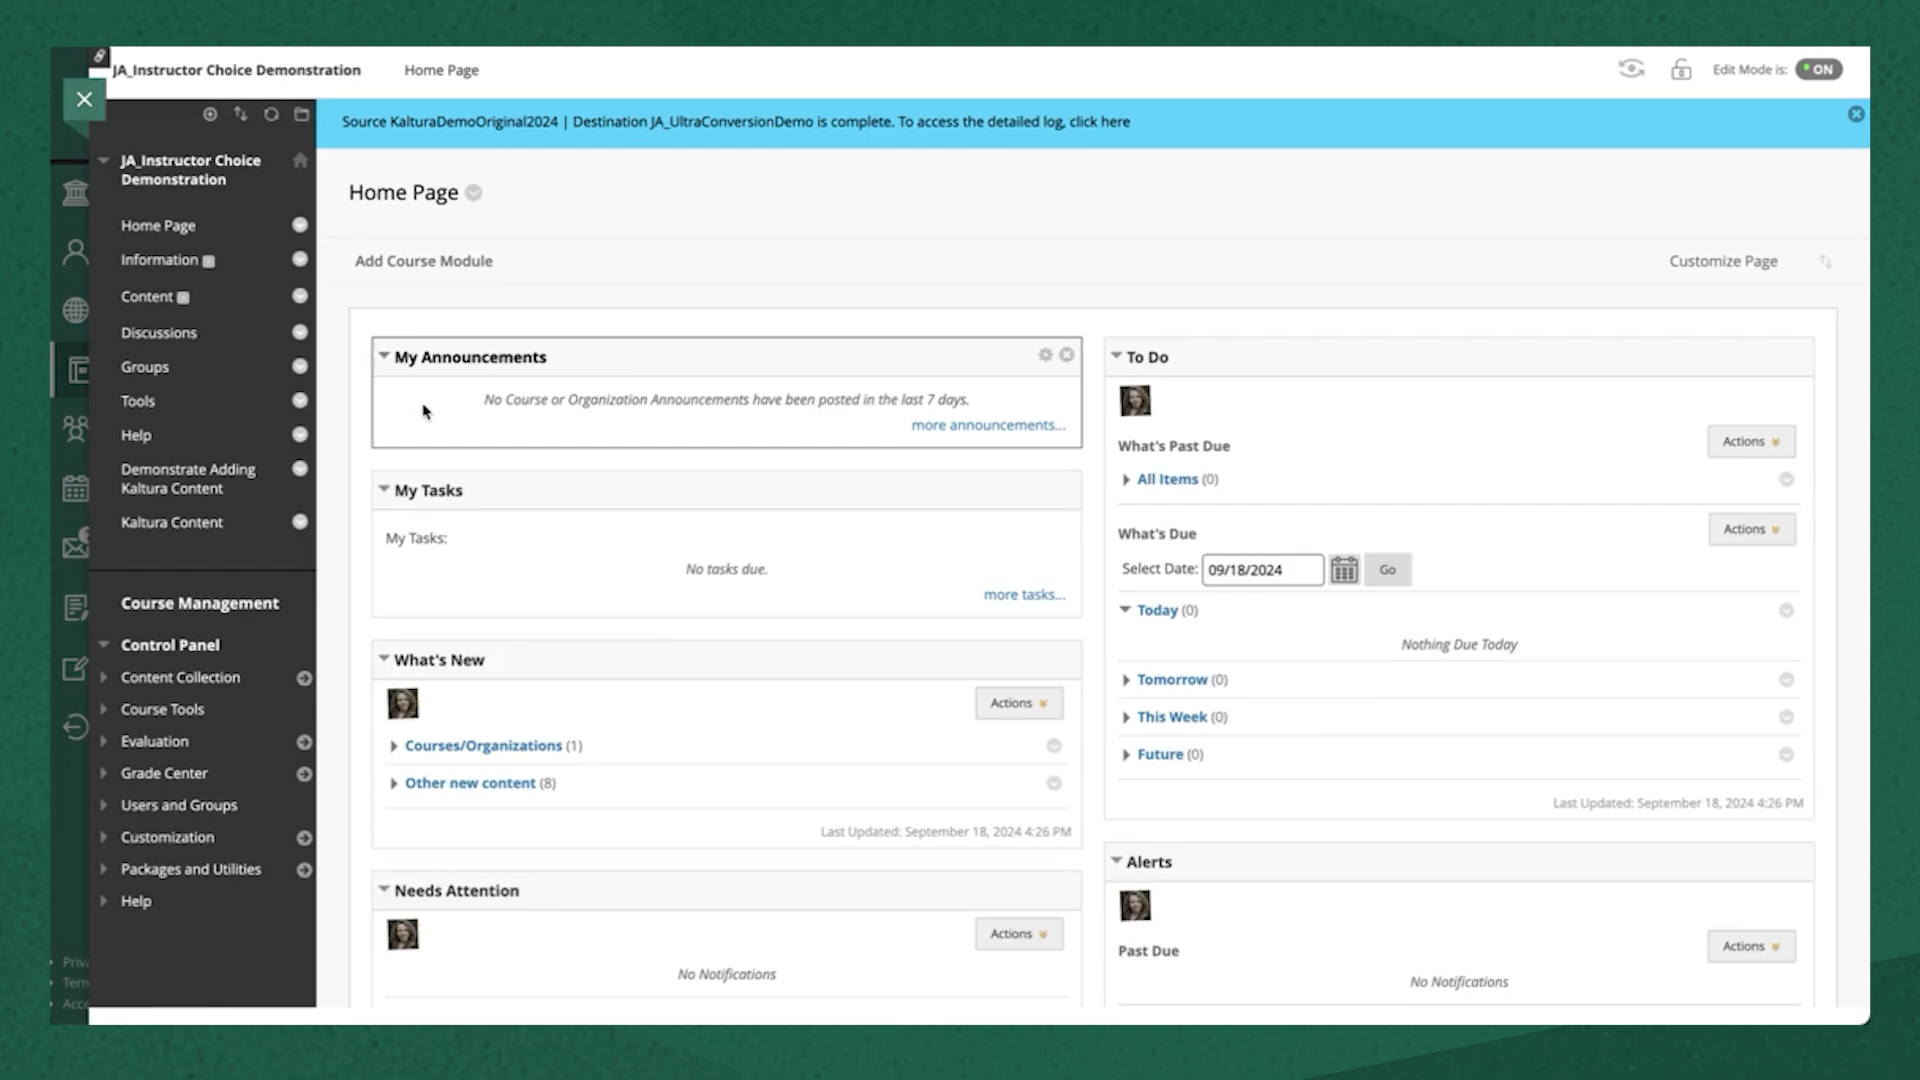 JA_Instructor Choice Demonstration
Home Page
Edit Mode is:
ON
Source KalturaDemoOriginal2024 | Destination JA_UltraConversionDemo is complete. To access the detailed log, click here
JA_Instructor Choice
Demonstration
Home Page
Information
Content
Discussions
Groups
Tools
Help
Demonstrate Adding
Kaltura Content
Kaltura Content
Course Management
Control Panel
Content Collection
Course Tools
Evaluation
Grade Center
Users and Groups
Customization
Packages and Utilities
Help
Priva
Term
Acce
Home Page
Add Course Module
Customize Page
My Announcements
No Course or Organization Announcements have been posted in the last 7 days.
more announcements...
My Tasks
My Tasks:
No tasks due.
more tasks...
What's New
Actions
Courses/Organizations (1)
Other new content (8)
Last Updated: September 18, 2024 4:26 PM
Needs Attention
Actions
No Notifications
To Do
What's Past Due
Actions
All Items (0)
What's Due
Actions
Select Date: 09/18/2024 Go
Today (0)
Nothing Due Today
Tomorrow (0)
This Week (0)
Future (0)
Last Updated: September 18, 2024 4:26 PM
Alerts
Past Due
Actions
No Notifications